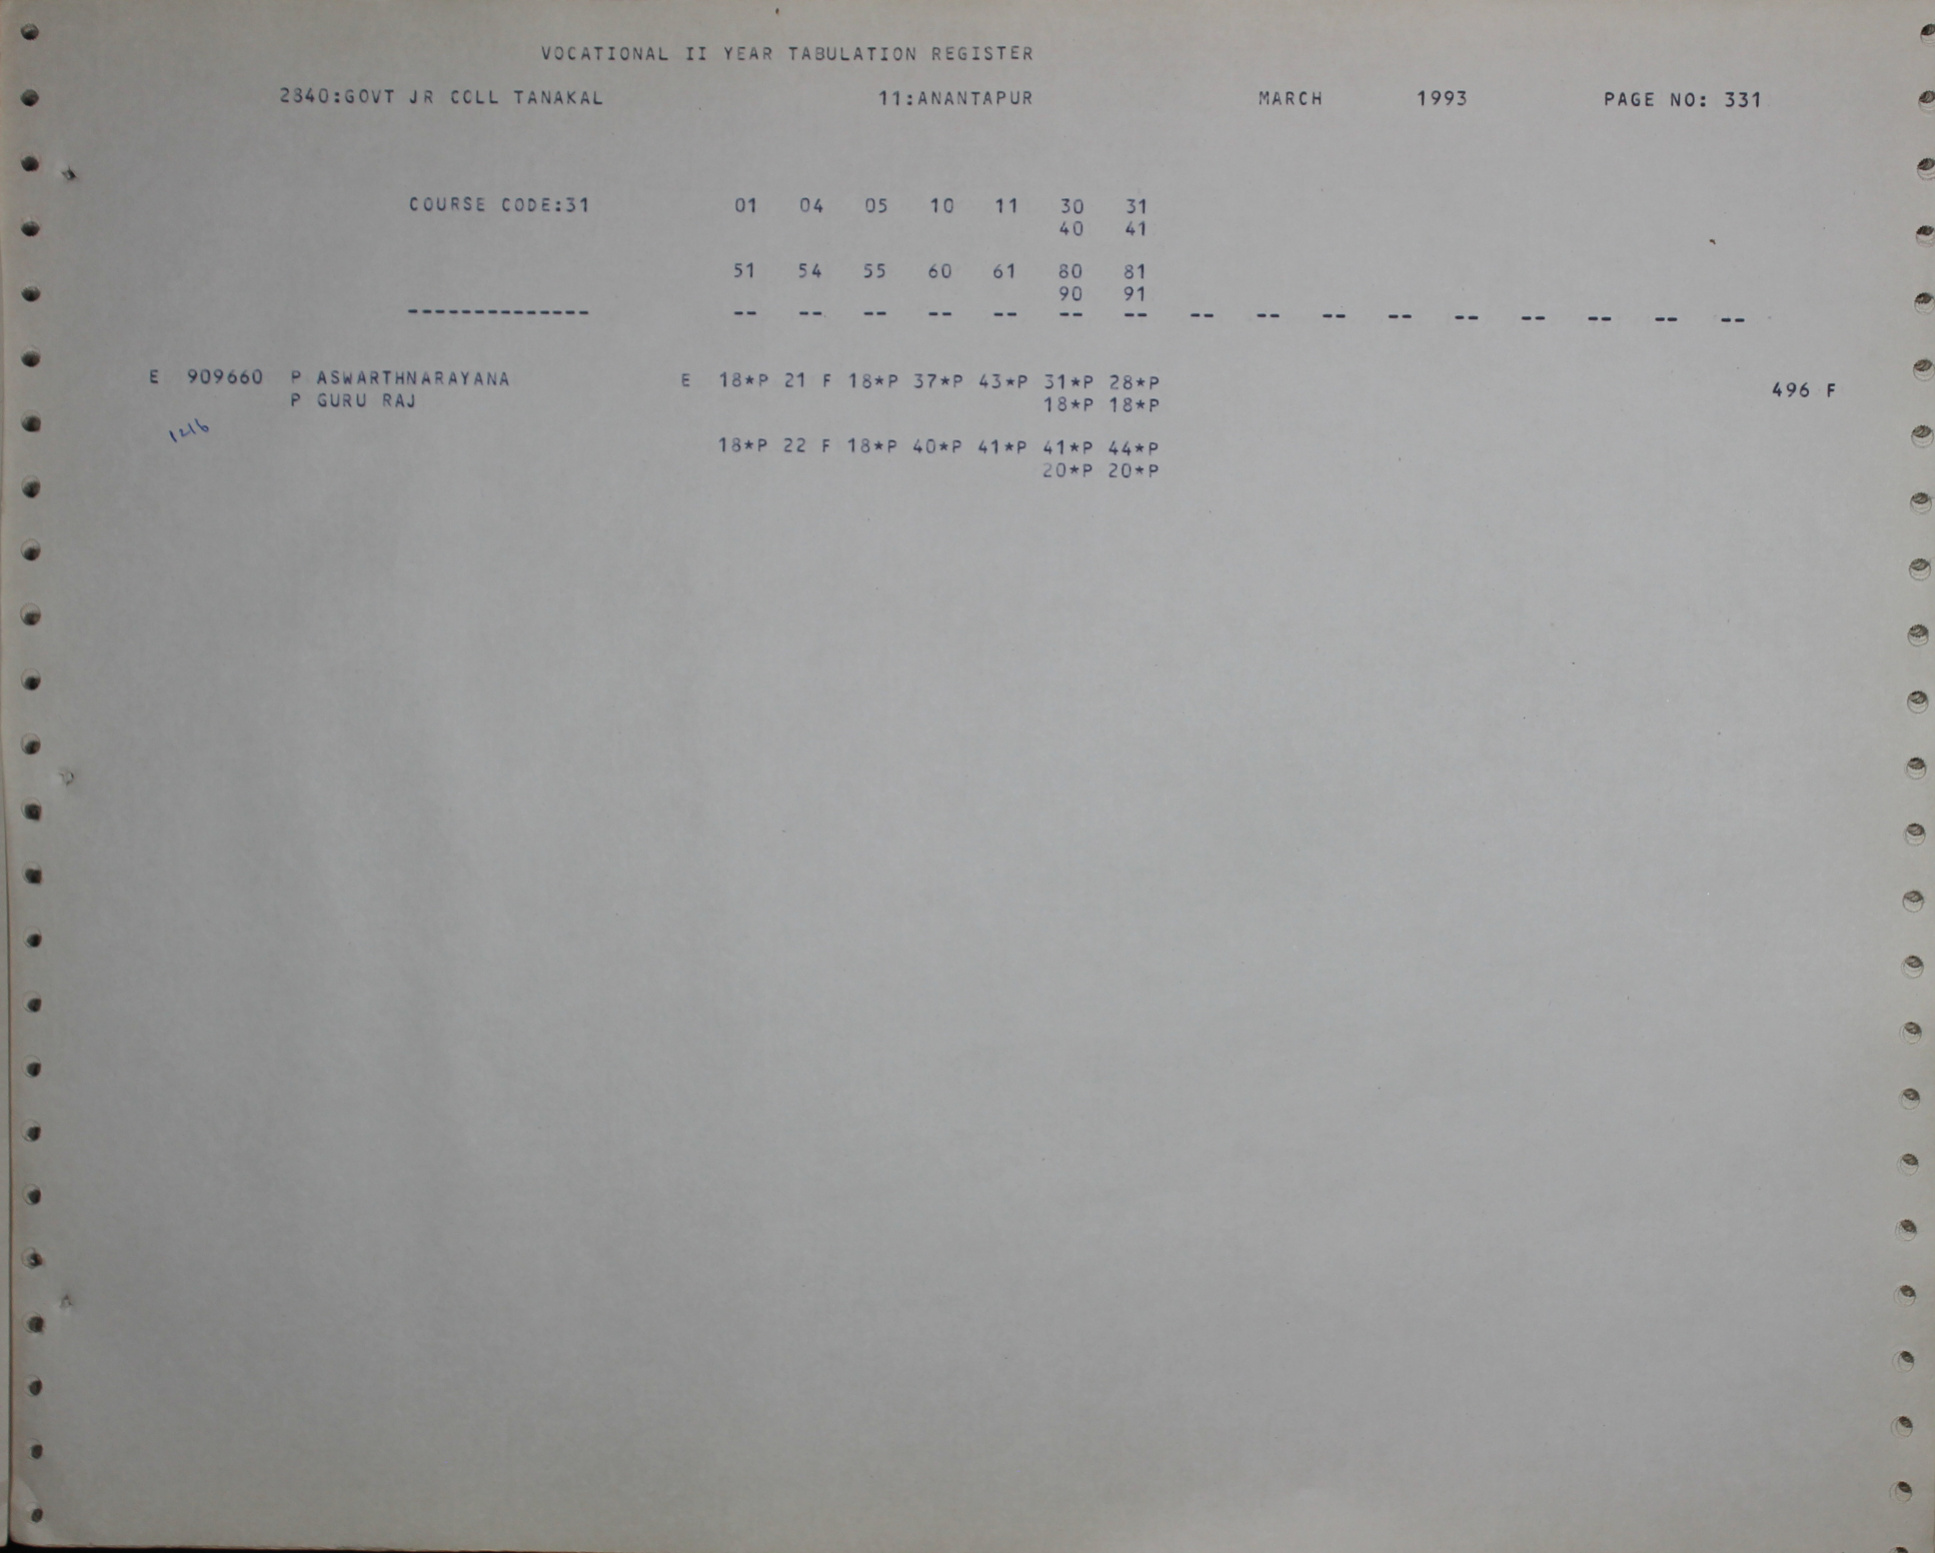 VOCATIONAL II YEAR TABULATION REGISTER
2840:GOVT JR COLL TANAKAL 11:ANANTAPUR MARCH 1993 PAGE NO: 331
COURSE CODE:31 01 04 05 10 11 30 31
40 41
51 54 55 60 61 80 81
90 91
-------------- -- -- -- -- -- -- -- -- -- -- -- -- -- -- -- --
E 909660 P ASWARTHNARAYANA E 18*P 21 F 18*P 37*P 43*P 31*P 28*P 496 F
P GURU RAJ 18*P 18*P
1216
18*P 22 F 18*P 40*P 41*P 41*P 44*P
20*P 20*P